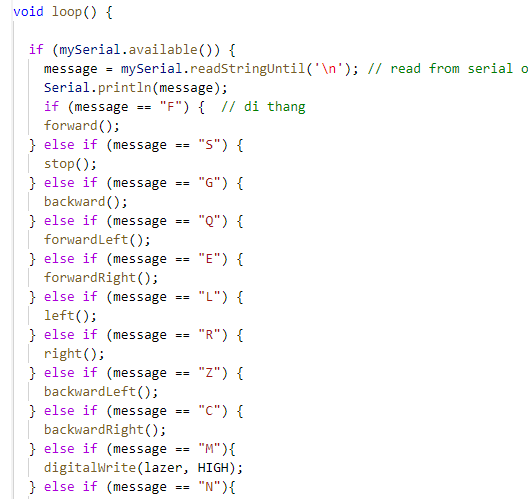 void loop() {
if (mySerial.available()) {
message = mySerial.readStringUntil('\n'); // read from serial o
Serial.println(message);
if (message == "F") {  // di thang
forward();
} else if (message == "S") {
stop();
} else if (message == "G") {
backward();
} else if (message == "Q") {
forwardLeft();
} else if (message == "E") {
forwardRight();
} else if (message == "L") {
left();
} else if (message == "R") {
right();
} else if (message == "Z") {
backwardLeft();
} else if (message == "C") {
backwardRight();
} else if (message == "M"){
digitalWrite(lazer, HIGH);
} else if (message == "N"){